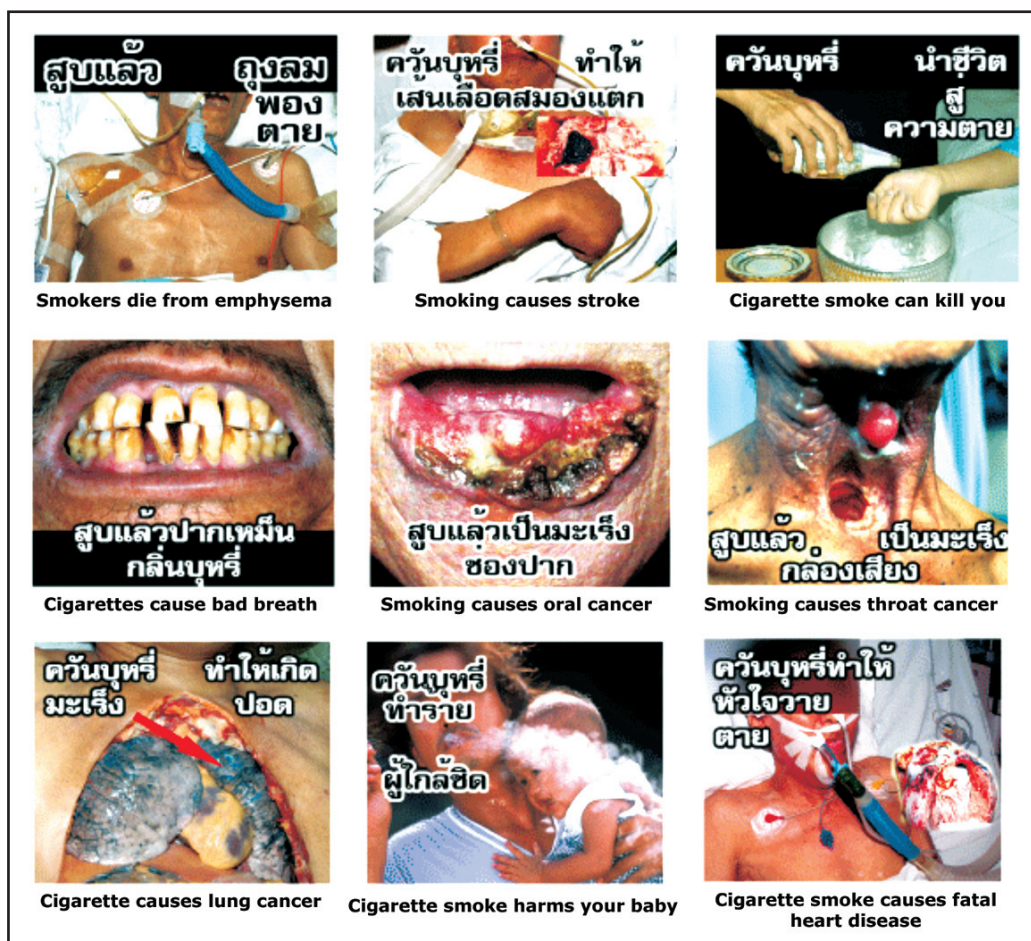 สูบแล้ว ถุงลม
พอง
ตาย
Smokers die from emphysema
ควันบุหรี่ ทำให้
เส้นเลือดสมองแตก
Smoking causes stroke
ควันบุหรี่ นำชีวิต
สู่
ความตาย
Cigarette smoke can kill you
สูบแล้วปากเหม็น
กลิ่นบุหรี่
Cigarettes cause bad breath
สูบแล้วเป็นมะเร็ง
ช่องปาก
Smoking causes oral cancer
สูบแล้ว เป็นมะเร็ง
กล่องเสียง
Smoking causes throat cancer
ควันบุหรี่ ทำให้เกิด
มะเร็ง ปอด
Cigarette causes lung cancer
ควันบุหรี่
ทำร้าย
ผู้ใกล้ชิด
Cigarette smoke harms your baby
ควันบุหรี่ทำให้
หัวใจวาย
ตาย
Cigarette smoke causes fatal
heart disease